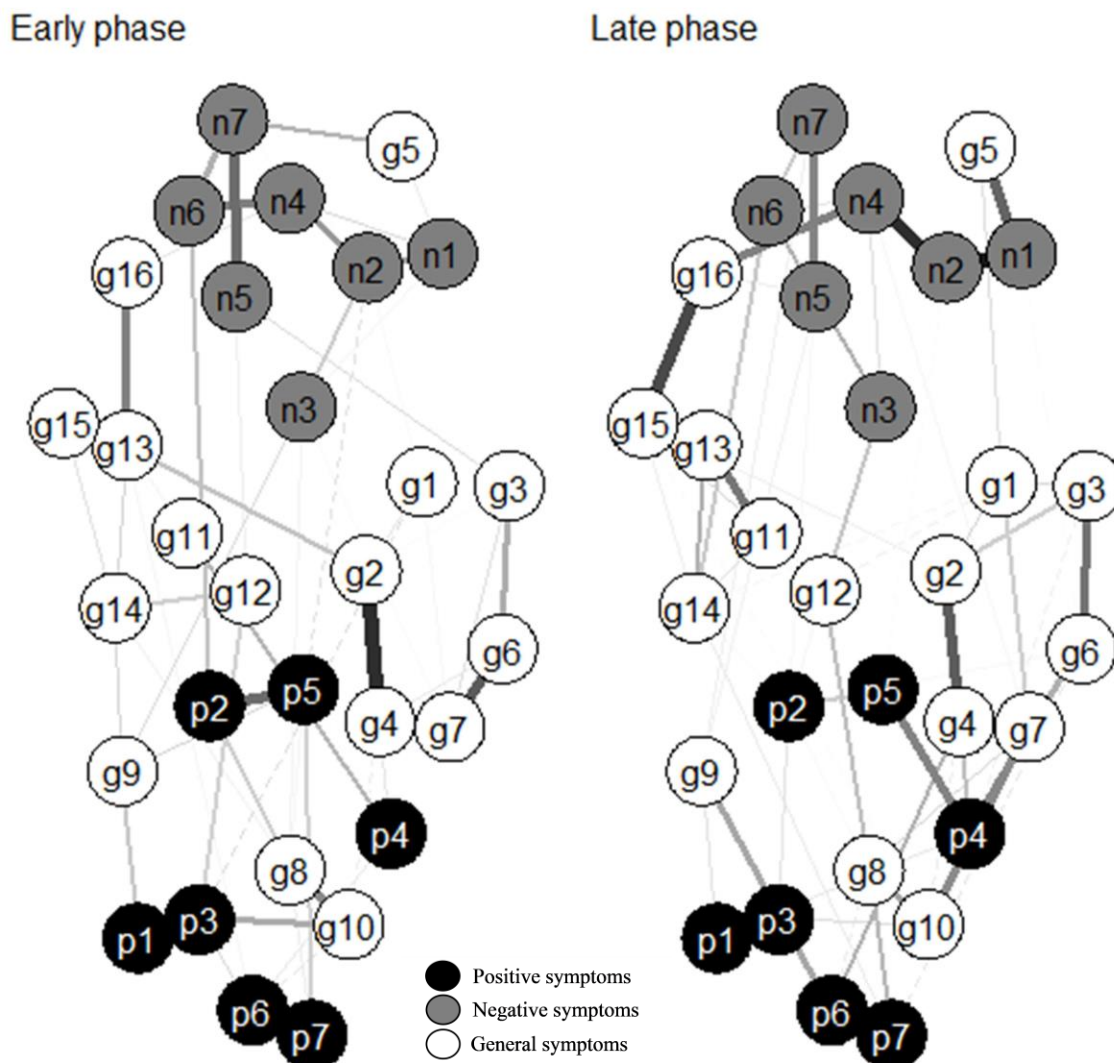 Early phase
Late phase
n7
g5
n6
n4
n2
n1
g16
n5
n3
g15
g13
g1
g3
g11
g2
g14
g12
g6
p2
p5
g4
g7
g9
p4
g8
p1
p3
g10
p6
p7
n7
g5
n6
n4
n2
n1
g16
n5
n3
g15
g13
g1
g3
g11
g2
g14
g12
g6
p2
p5
g4
g7
g9
p4
g8
p1
p3
g10
p6
p7
Positive symptoms
Negative symptoms
General symptoms